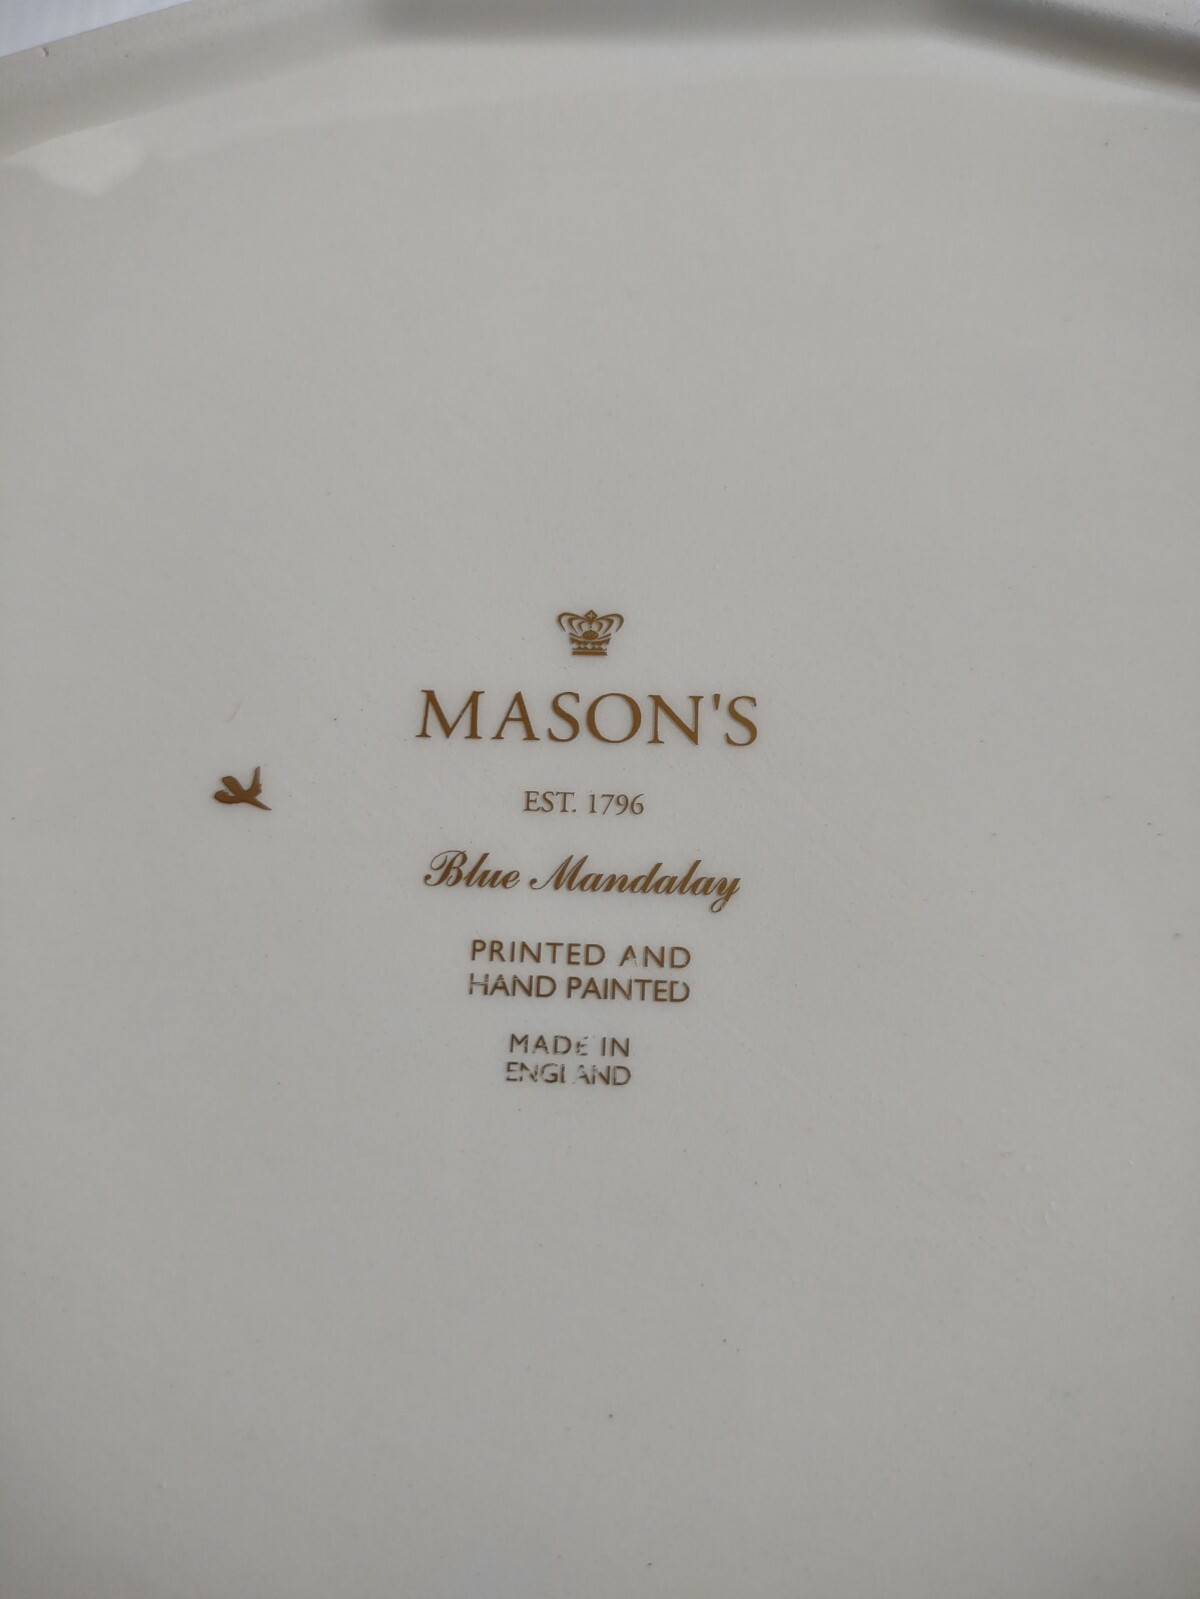 MASON'S
EST. 1796
Blue Mandalay
PRINTED AND
HAND PAINTED
MADE IN
ENGLAND